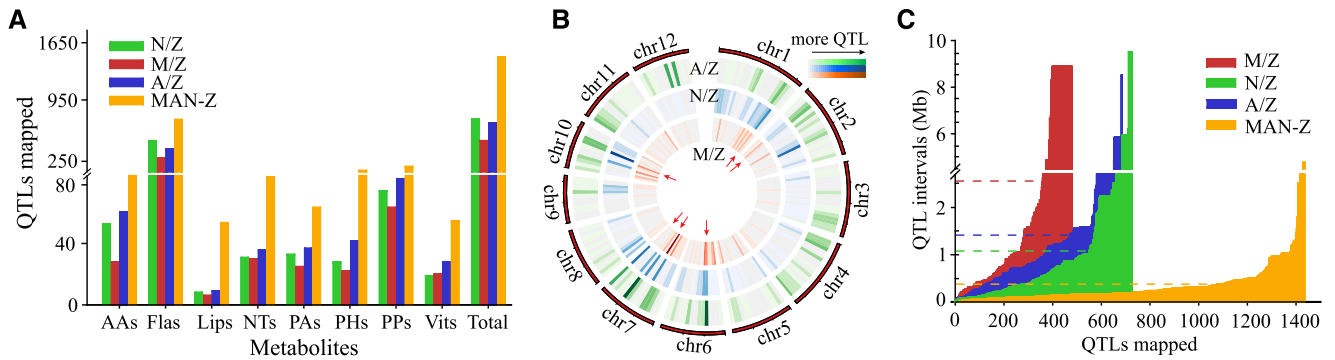 A
QTLs mapped
1650
950
250
80
40
0
N/Z
M/Z
A/Z
MAN-Z
AAs Flas Lips NTs PAs PHs PPs Vits Total
Metabolites
B
more QTL
chr1
chr2
chr3
chr4
chr5
chr6
chr7
chr8
chr9
chr10
chr11
chr12
A/Z
N/Z
M/Z
C
QTL intervals (Mb)
10
8
6
4
2
1
0
M/Z
N/Z
A/Z
MAN-Z
0 200 400 600 800 1000 1200 1400
QTLs mapped